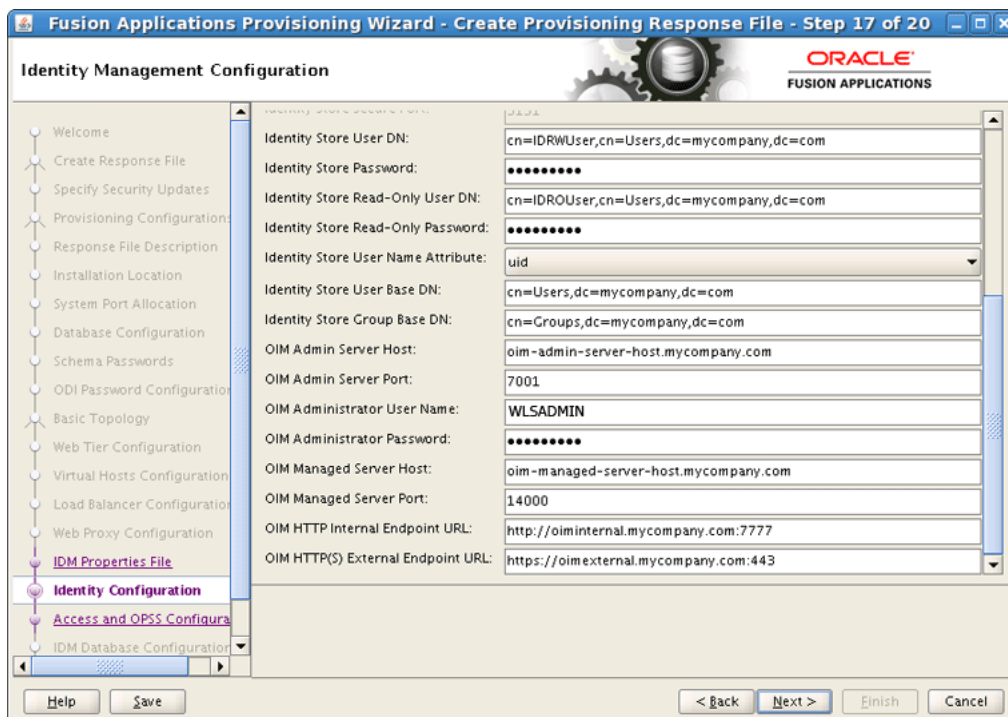 Fusion Applications Provisioning Wizard - Create Provisioning Response File - Step 17 of 20
Identity Management Configuration
ORACLE
FUSION APPLICATIONS
Welcome
Create Response File
Specify Security Updates
Provisioning Configurations
Response File Description
Installation Location
System Port Allocation
Database Configuration
Schema Passwords
ODI Password Configuration
Basic Topology
Web Tier Configuration
Virtual Hosts Configuration
Load Balancer Configuration
Web Proxy Configuration
IDM Properties File
Identity Configuration
Access and OPSS Configura
IDM Database Configuration
Identity Store User DN: cn=IDRWUser,cn=Users,dc=mycompany,dc=com
Identity Store Password: •••••••••
Identity Store Read-Only User DN: cn=IDROUser,cn=Users,dc=mycompany,dc=com
Identity Store Read-Only Password: •••••••••
Identity Store User Name Attribute: uid
Identity Store User Base DN: cn=Users,dc=mycompany,dc=com
Identity Store Group Base DN: cn=Groups,dc=mycompany,dc=com
OIM Admin Server Host: oim-admin-server-host.mycompany.com
OIM Admin Server Port: 7001
OIM Administrator User Name: WLSADMIN
OIM Administrator Password: •••••••••
OIM Managed Server Host: oim-managed-server-host.mycompany.com
OIM Managed Server Port: 14000
OIM HTTP Internal Endpoint URL: http://oiminternal.mycompany.com:7777
OIM HTTP(S) External Endpoint URL: https://oimexternal.mycompany.com:443
Help Save < Back Next > Finish Cancel